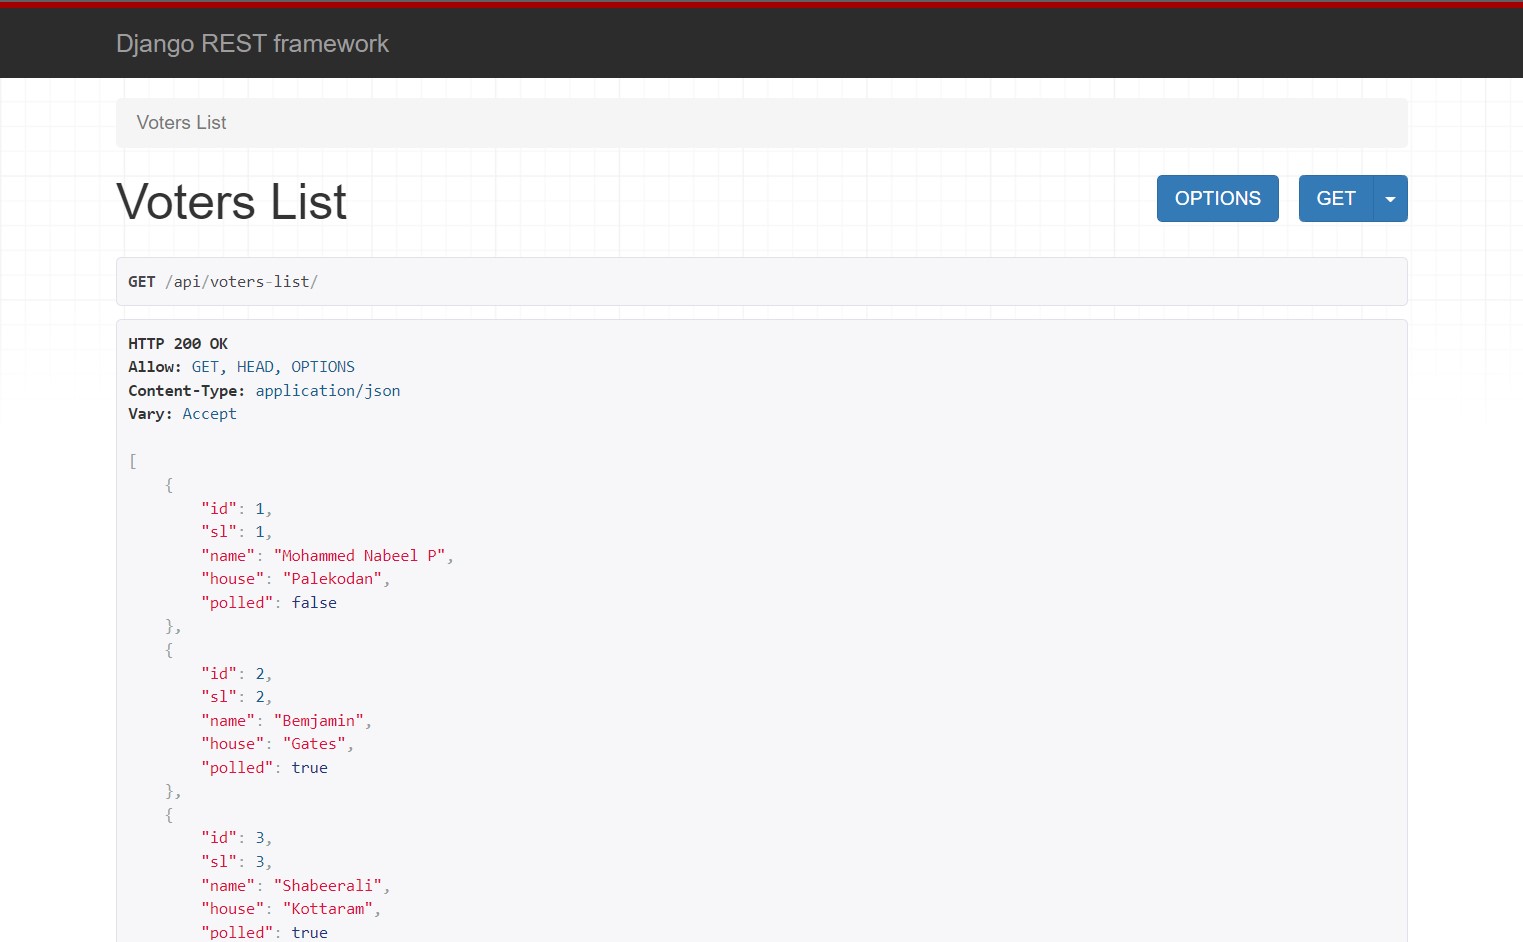 Django REST framework
Voters List
Voters List
OPTIONS
GET
GET /api/voters-list/
HTTP 200 OK
Allow: GET, HEAD, OPTIONS
Content-Type: application/json
Vary: Accept
[
    {
        "id": 1,
        "sl": 1,
        "name": "Mohammed Nabeel P",
        "house": "Palekodan",
        "polled": false
    },
    {
        "id": 2,
        "sl": 2,
        "name": "Bemjamin",
        "house": "Gates",
        "polled": true
    },
    {
        "id": 3,
        "sl": 3,
        "name": "Shabeerali",
        "house": "Kottaram",
        "polled": true